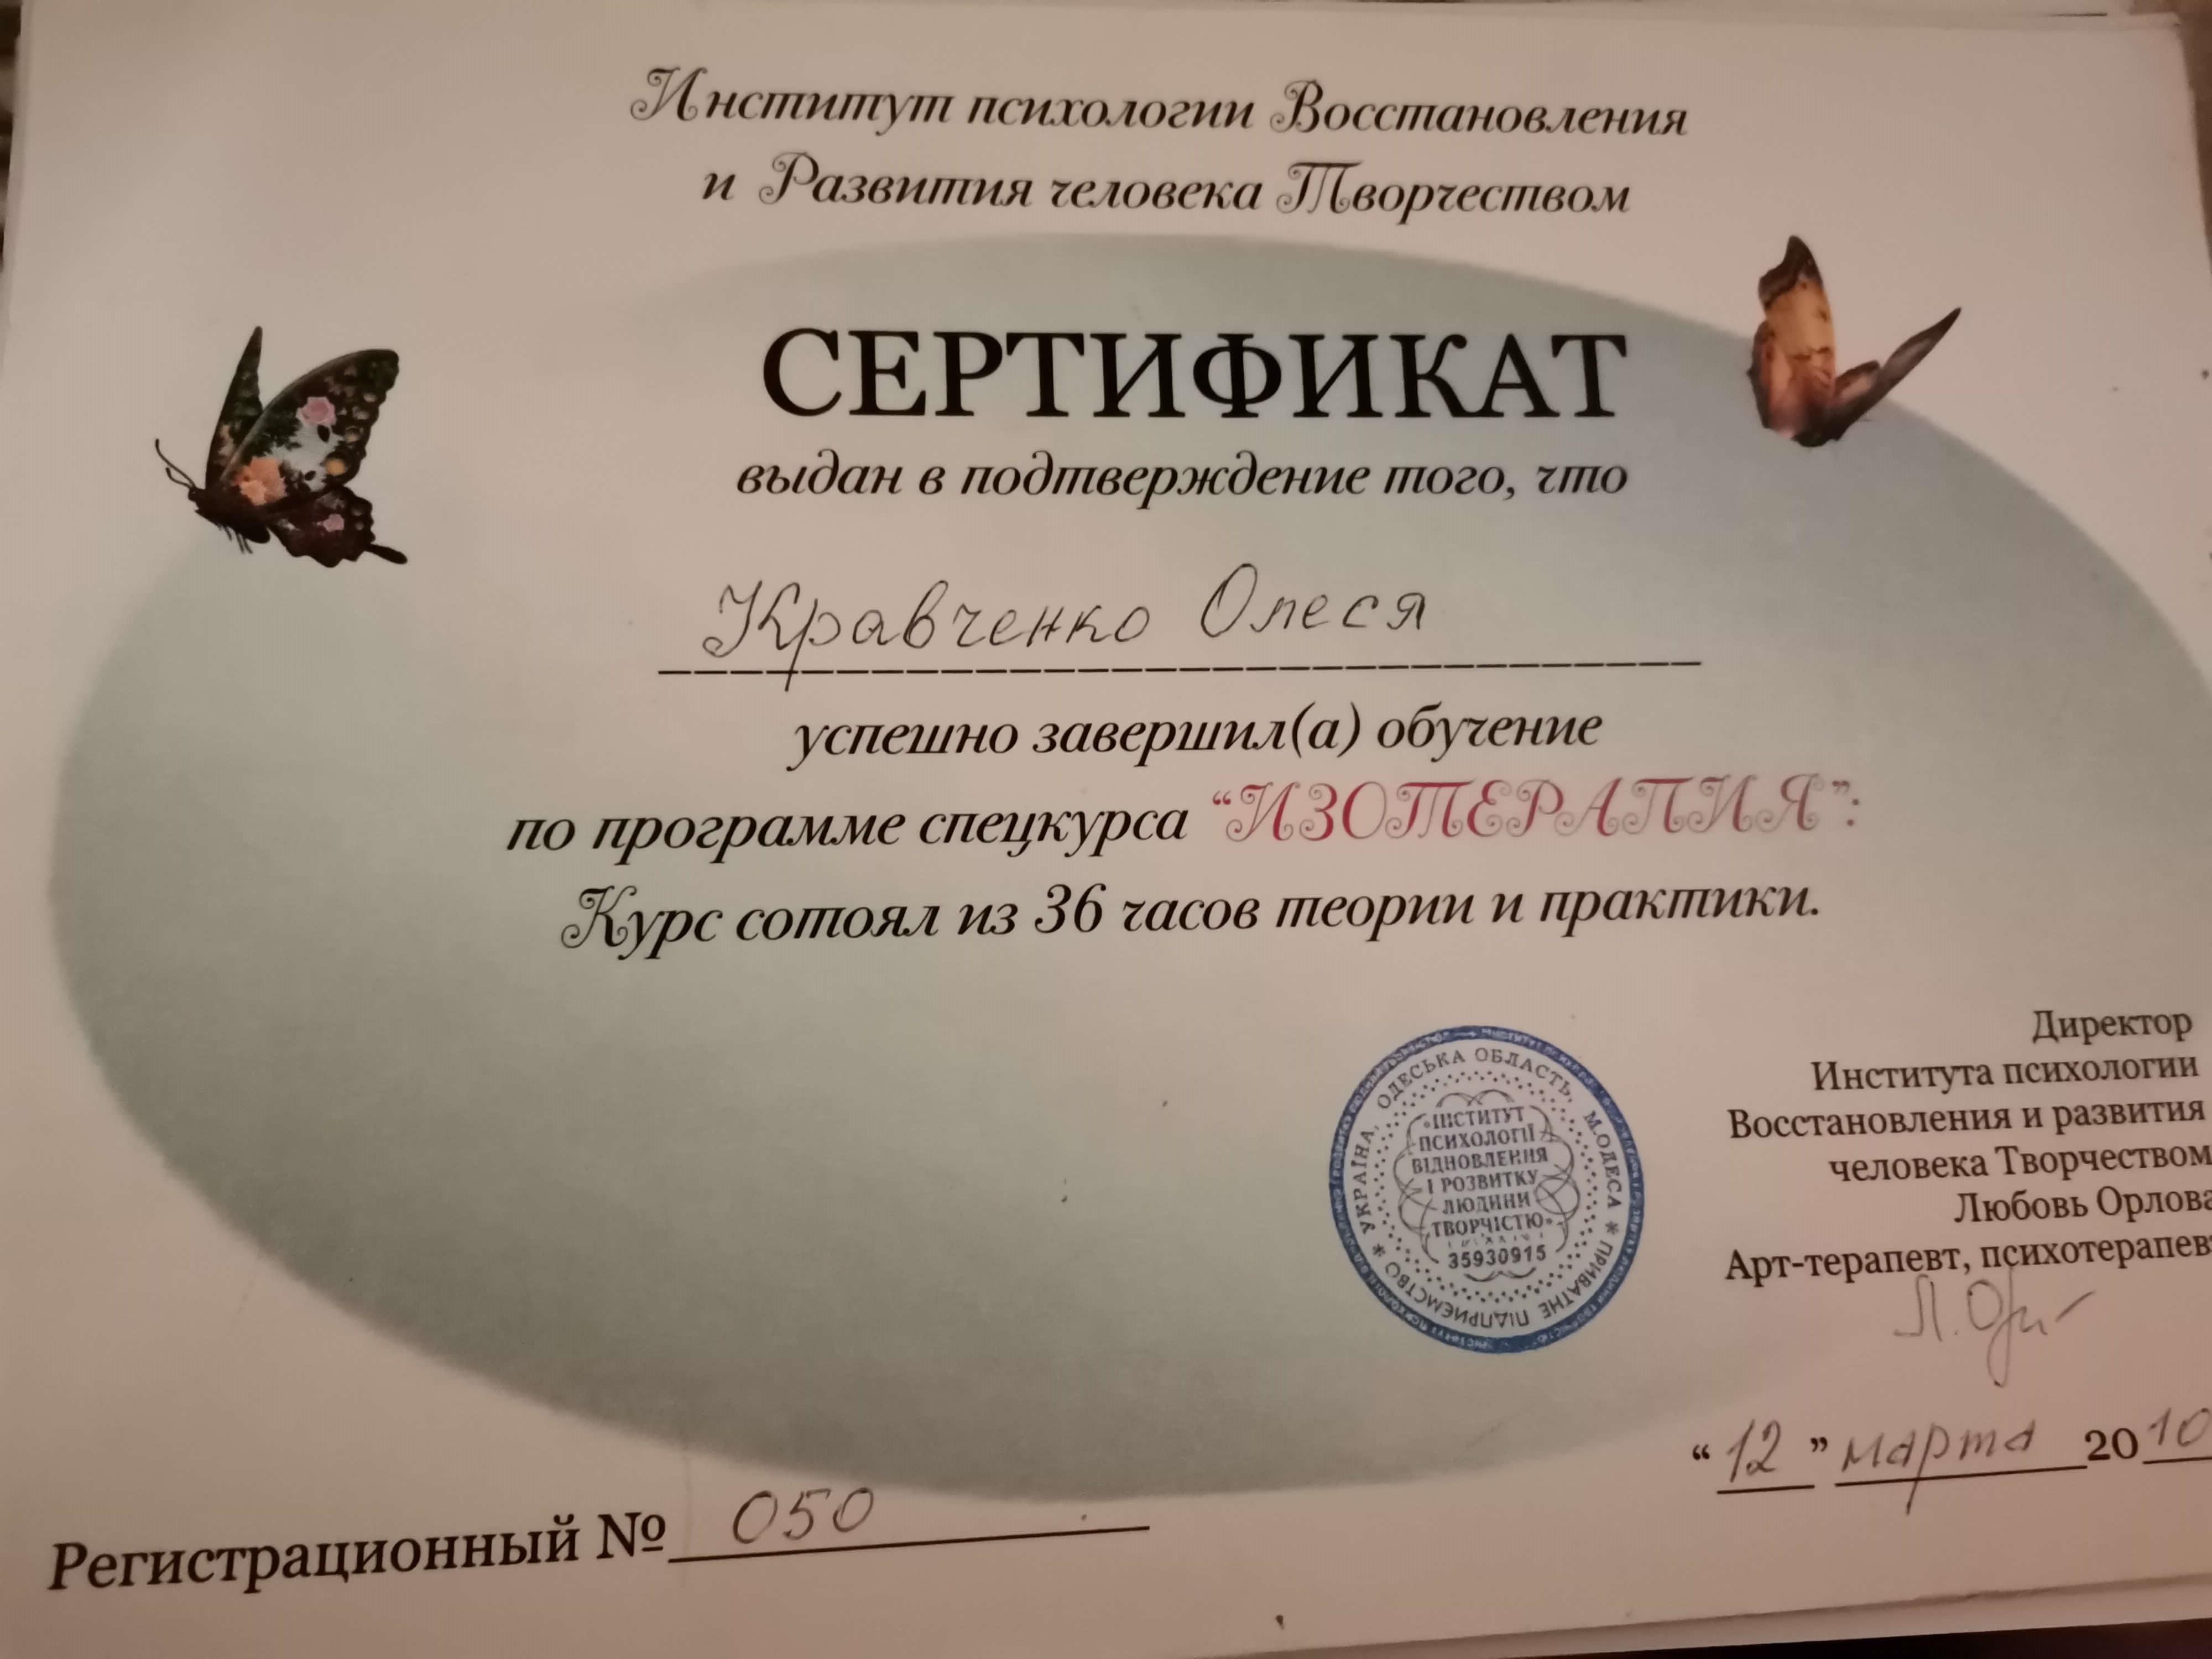 Институт психологии Восстановления
и Развития человека Творчеством
СЕРТИФИКАТ
выдан в подтверждение того, что
Кравченко Олеся
успешно завершил(а) обучение
по программе спецкурса “ИЗОТЕРАПИЯ”:
Курс сотоял из 36 часов теории и практики.
Директор
Института психологии
Восстановления и развития
человека Творчеством
Любовь Орлова
Арт-терапевт, психотерапев
Л. Ор
УКРАЇНА, ОДЕСЬКА ОБЛАСТЬ, М.ОДЕСА * ПРИВАТНЕ ПІДПРИЄМСТВО *
«ІНСТИТУТ
ПСИХОЛОГІЇ
ВІДНОВЛЕННЯ
І РОЗВИТКУ
ЛЮДИНИ
ТВОРЧІСТЮ»
35930915
“12” марта 2010
Регистрационный № 050